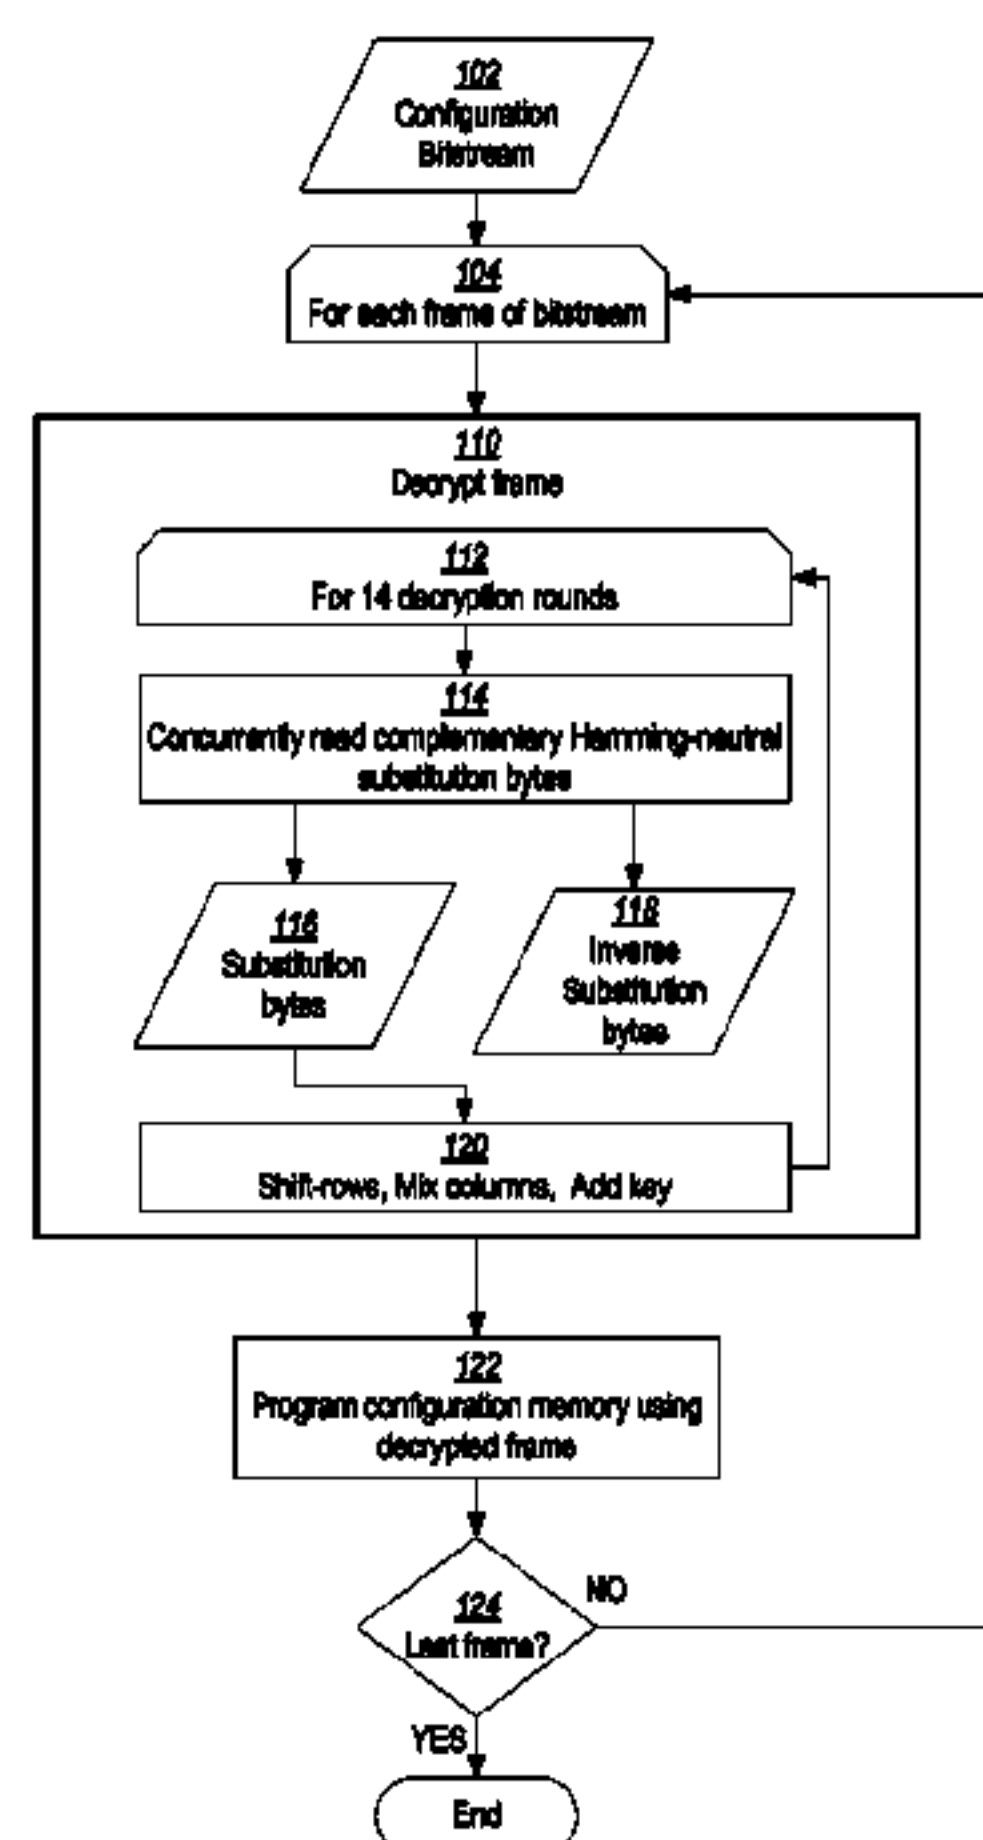 102
Configuration
Bitstream
104
For each frame of bitstream
110
Decrypt frame
112
For 14 decryption rounds
114
Concurrently read complementary Hamming-neutral
substitution bytes
116
Substitution
bytes
118
Inverse
Substitution
bytes
120
Shift-rows, Mix columns, Add key
122
Program configuration memory using
decrypted frame
124
Last frame?
NO
YES
End